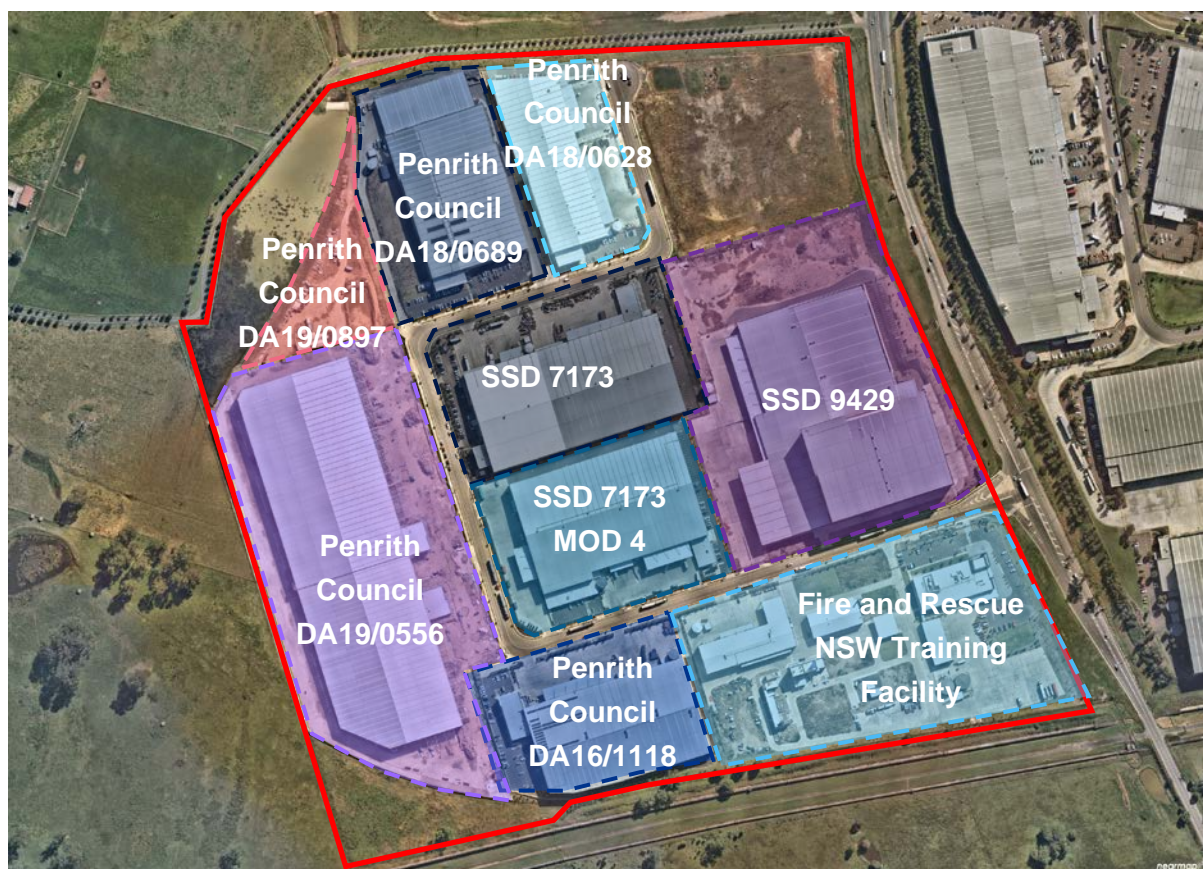 Penrith
Council
DA18/0628
Penrith
Council
DA18/0689
Penrith
Council
DA19/0897
SSD 7173
SSD 9429
SSD 7173
MOD 4
Penrith
Council
DA19/0556
Fire and Rescue
NSW Training
Facility
Penrith
Council
DA16/1118
nearmap